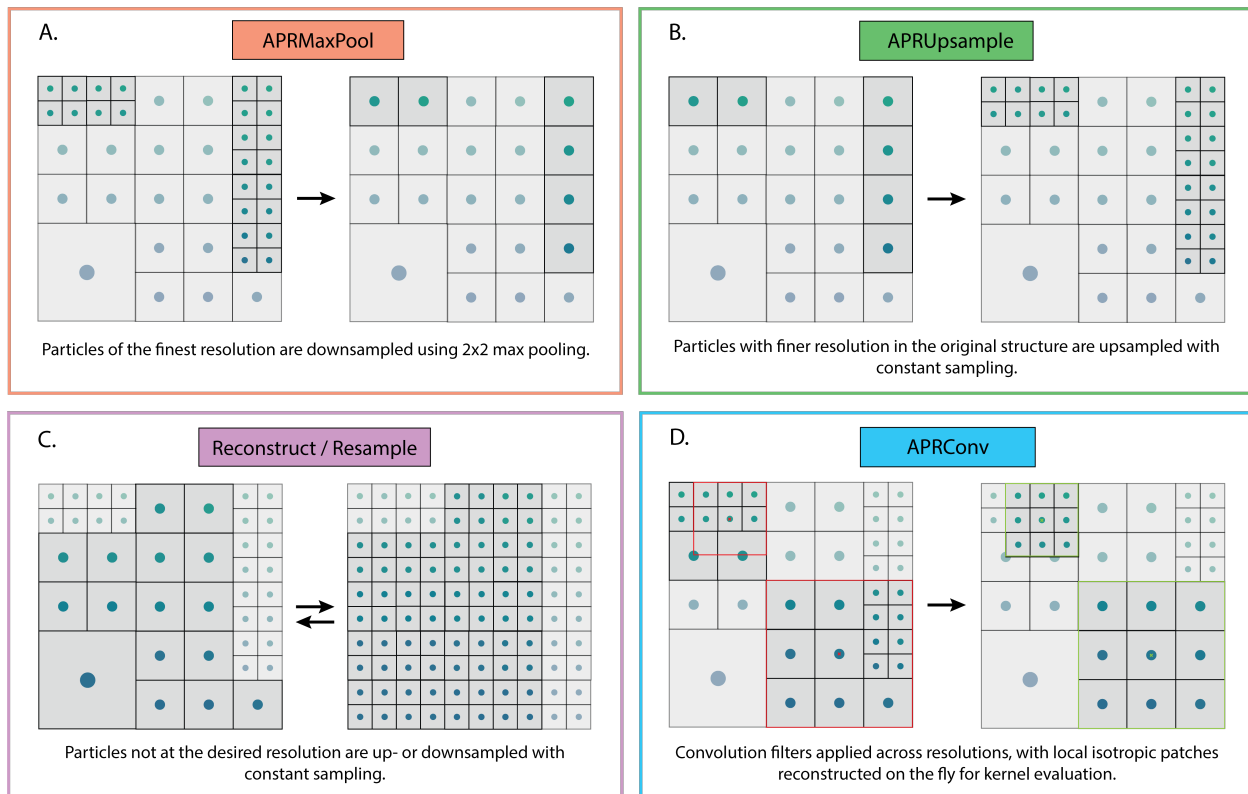 A.
APRMaxPool
Particles of the finest resolution are downsampled using 2x2 max pooling.
B.
APRUpsample
Particles with finer resolution in the original structure are upsampled with
constant sampling.
C.
Reconstruct / Resample
Particles not at the desired resolution are up- or downsampled with
constant sampling.
D.
APRConv
Convolution filters applied across resolutions, with local isotropic patches
reconstructed on the fly for kernel evaluation.